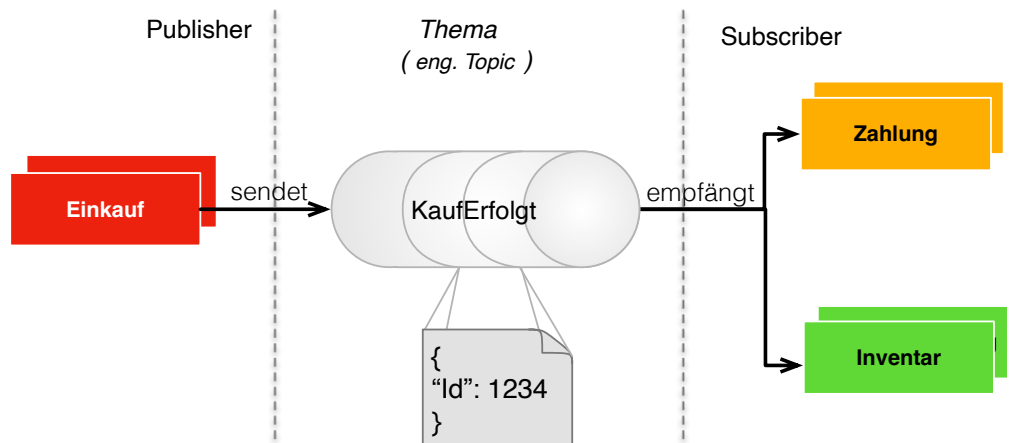 Publisher
Thema
( eng. Topic )
Subscriber
Einkauf
sendet
KaufErfolgt
empfängt
Zahlung
Inventar
{
“Id”: 1234
}